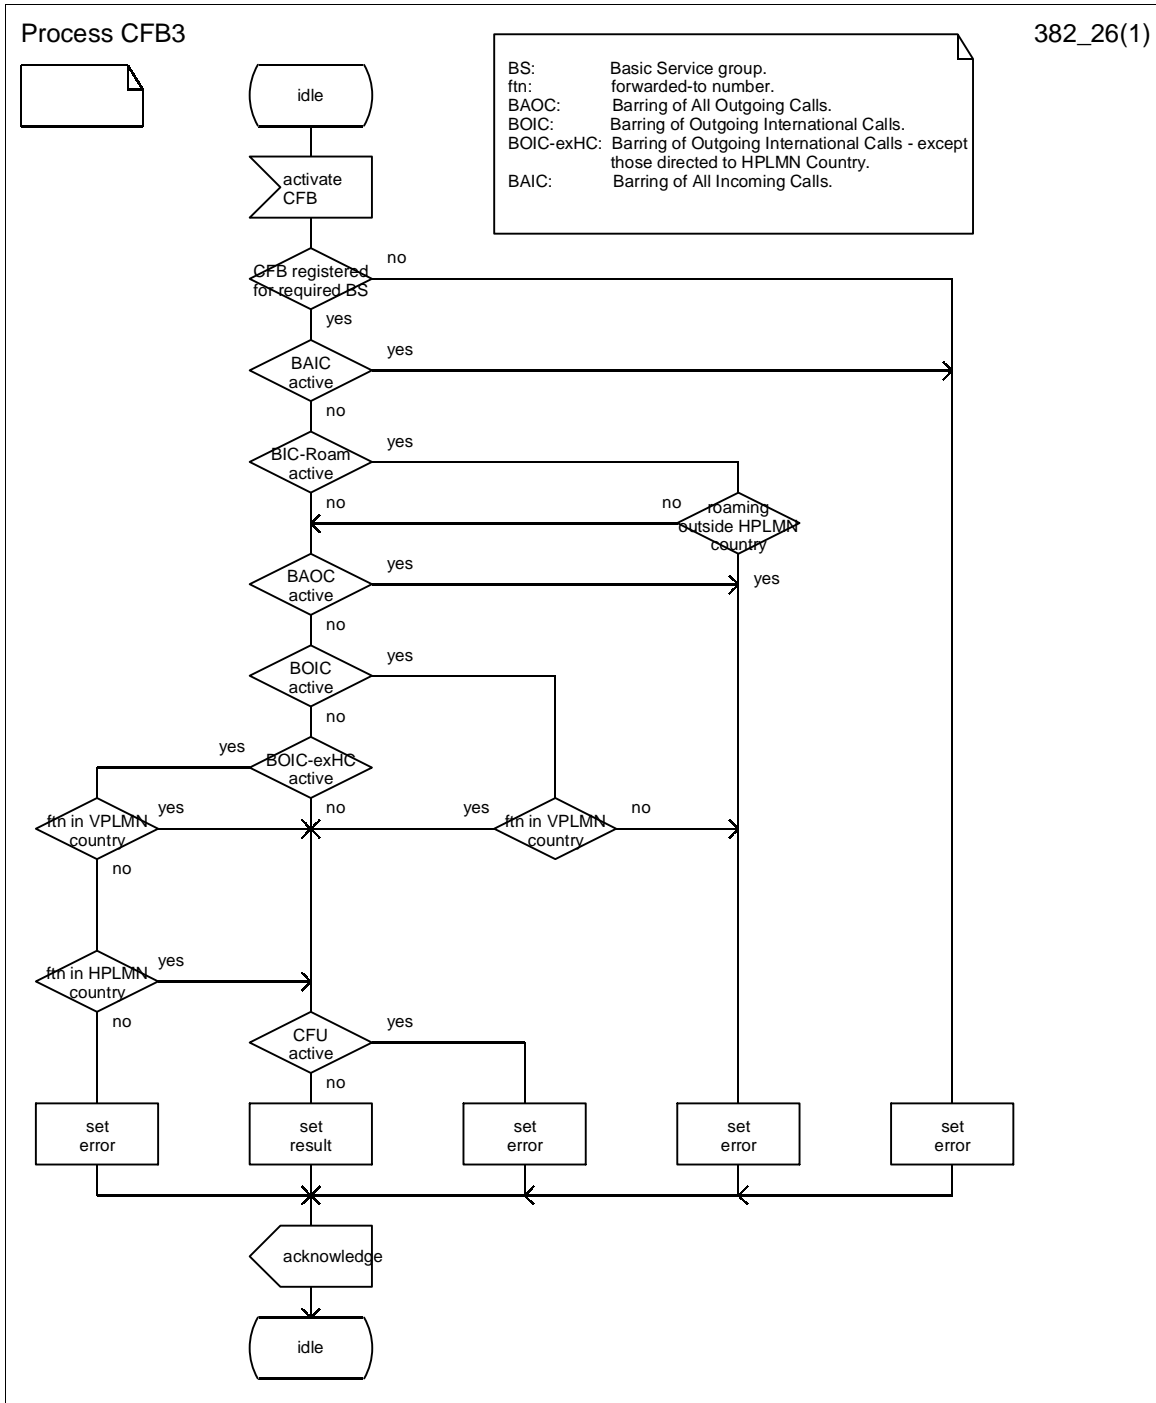 Process CFB3
382_26(1)
BS: Basic Service group.
ftn: forwarded-to number.
BAOC: Barring of All Outgoing Calls.
BOIC: Barring of Outgoing International Calls.
BOIC-exHC: Barring of Outgoing International Calls - except
those directed to HPLMN Country.
BAIC: Barring of All Incoming Calls.
idle
activate
CFB
CFB registered
for required BS
no
yes
BAIC
active
yes
no
BIC-Roam
active
yes
no
roaming
outside HPLMN
country
no
yes
BAOC
active
yes
no
BOIC
active
yes
no
BOIC-exHC
active
yes
no
ftn in VPLMN
country
yes
no
ftn in VPLMN
country
yes
no
ftn in HPLMN
country
yes
no
CFU
active
yes
no
set
error
set
result
set
error
set
error
set
error
acknowledge
idle